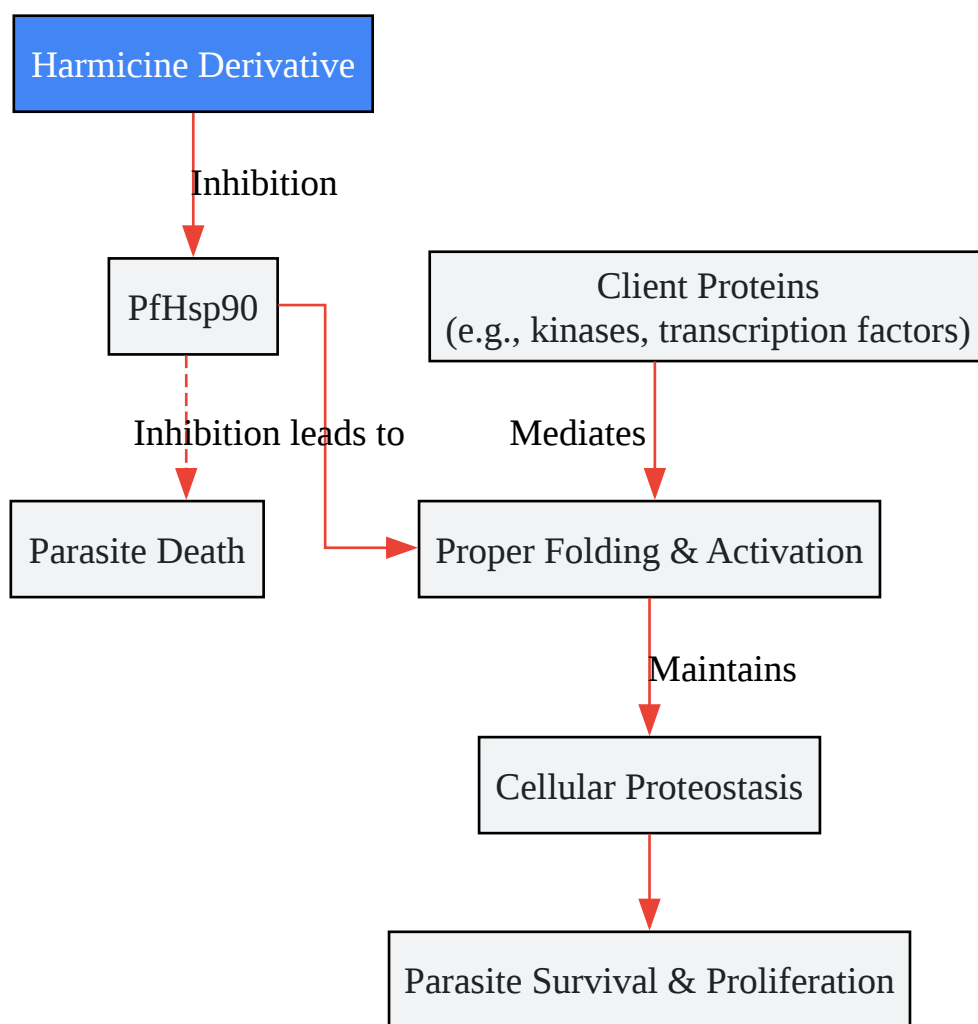 Harmicine Derivative
Inhibition
PfHsp90
Client Proteins
(e.g., kinases, transcription factors)
Inhibition leads to
Mediates
Parasite Death
Proper Folding & Activation
Maintains
Cellular Proteostasis
Parasite Survival & Proliferation